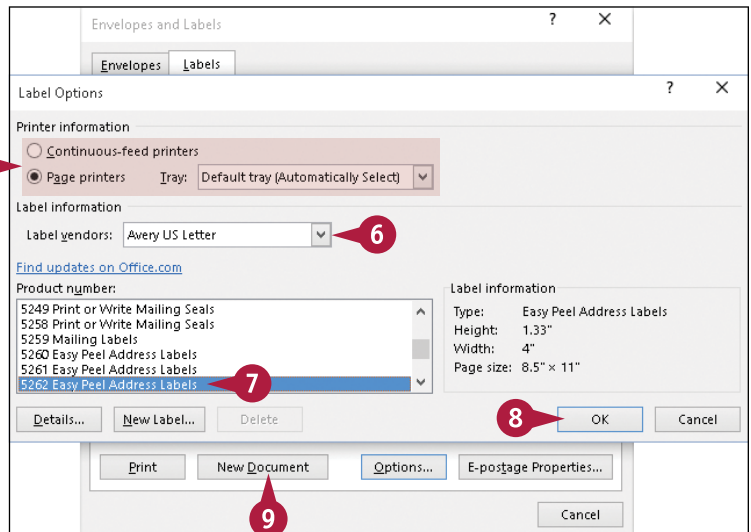 Envelopes and Labels ? ×
Envelopes Labels
Label Options ? ×
Printer information
Continuous-feed printers
Page printers Tray: Default tray (Automatically Select)
Label information
Label vendors: Avery US Letter
6
Find updates on Office.com
Product number:
5249 Print or Write Mailing Seals
5258 Print or Write Mailing Seals
5259 Mailing Labels
5260 Easy Peel Address Labels
5261 Easy Peel Address Labels
5262 Easy Peel Address Labels
7
Label information
Type: Easy Peel Address Labels
Height: 1.33"
Width: 4"
Page size: 8.5" × 11"
Details... New Label... Delete 8 OK Cancel
Print New Document Options... E-postage Properties...
9
Cancel